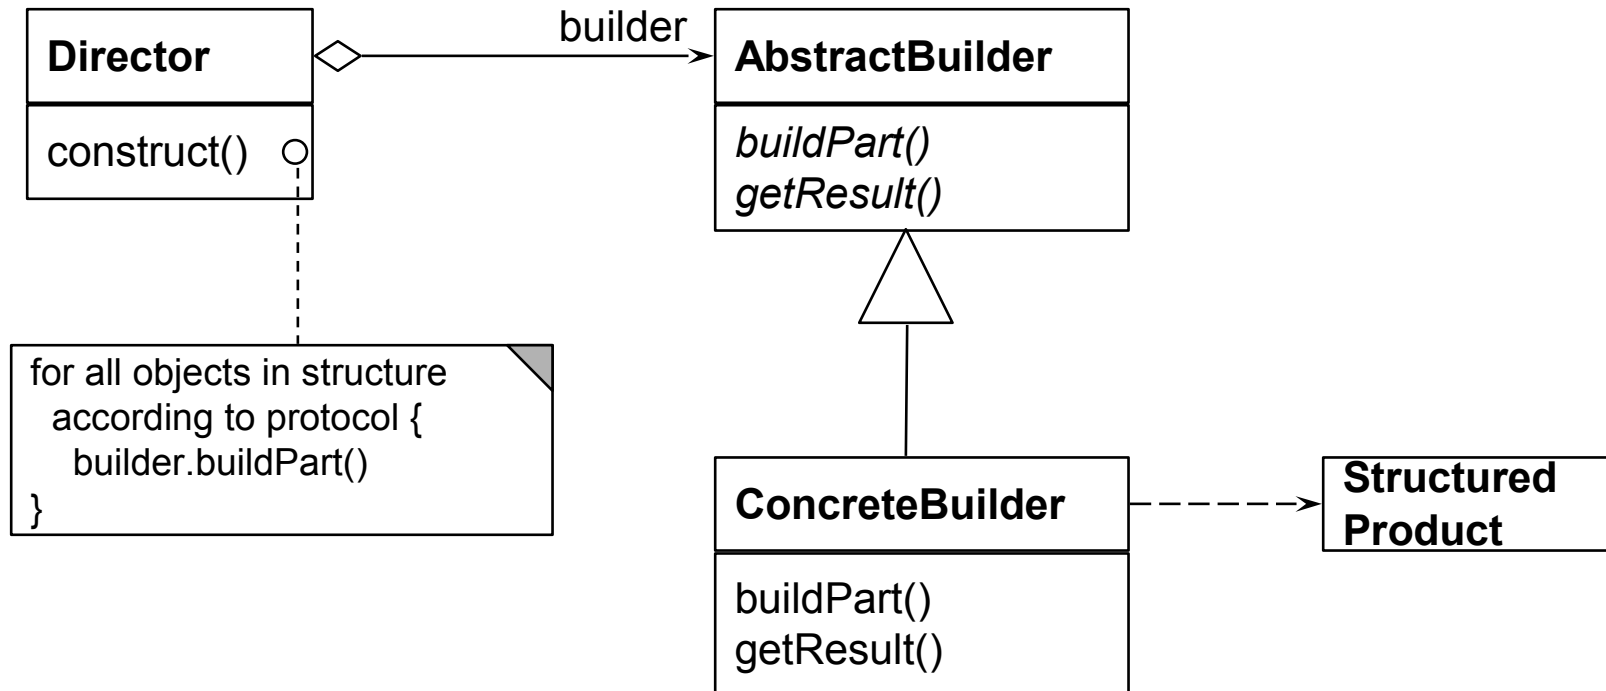 builder
Director
AbstractBuilder
construct()
buildPart()
getResult()
for all objects in structure
according to protocol {
builder.buildPart()
}
ConcreteBuilder
Structured
Product
buildPart()
getResult()